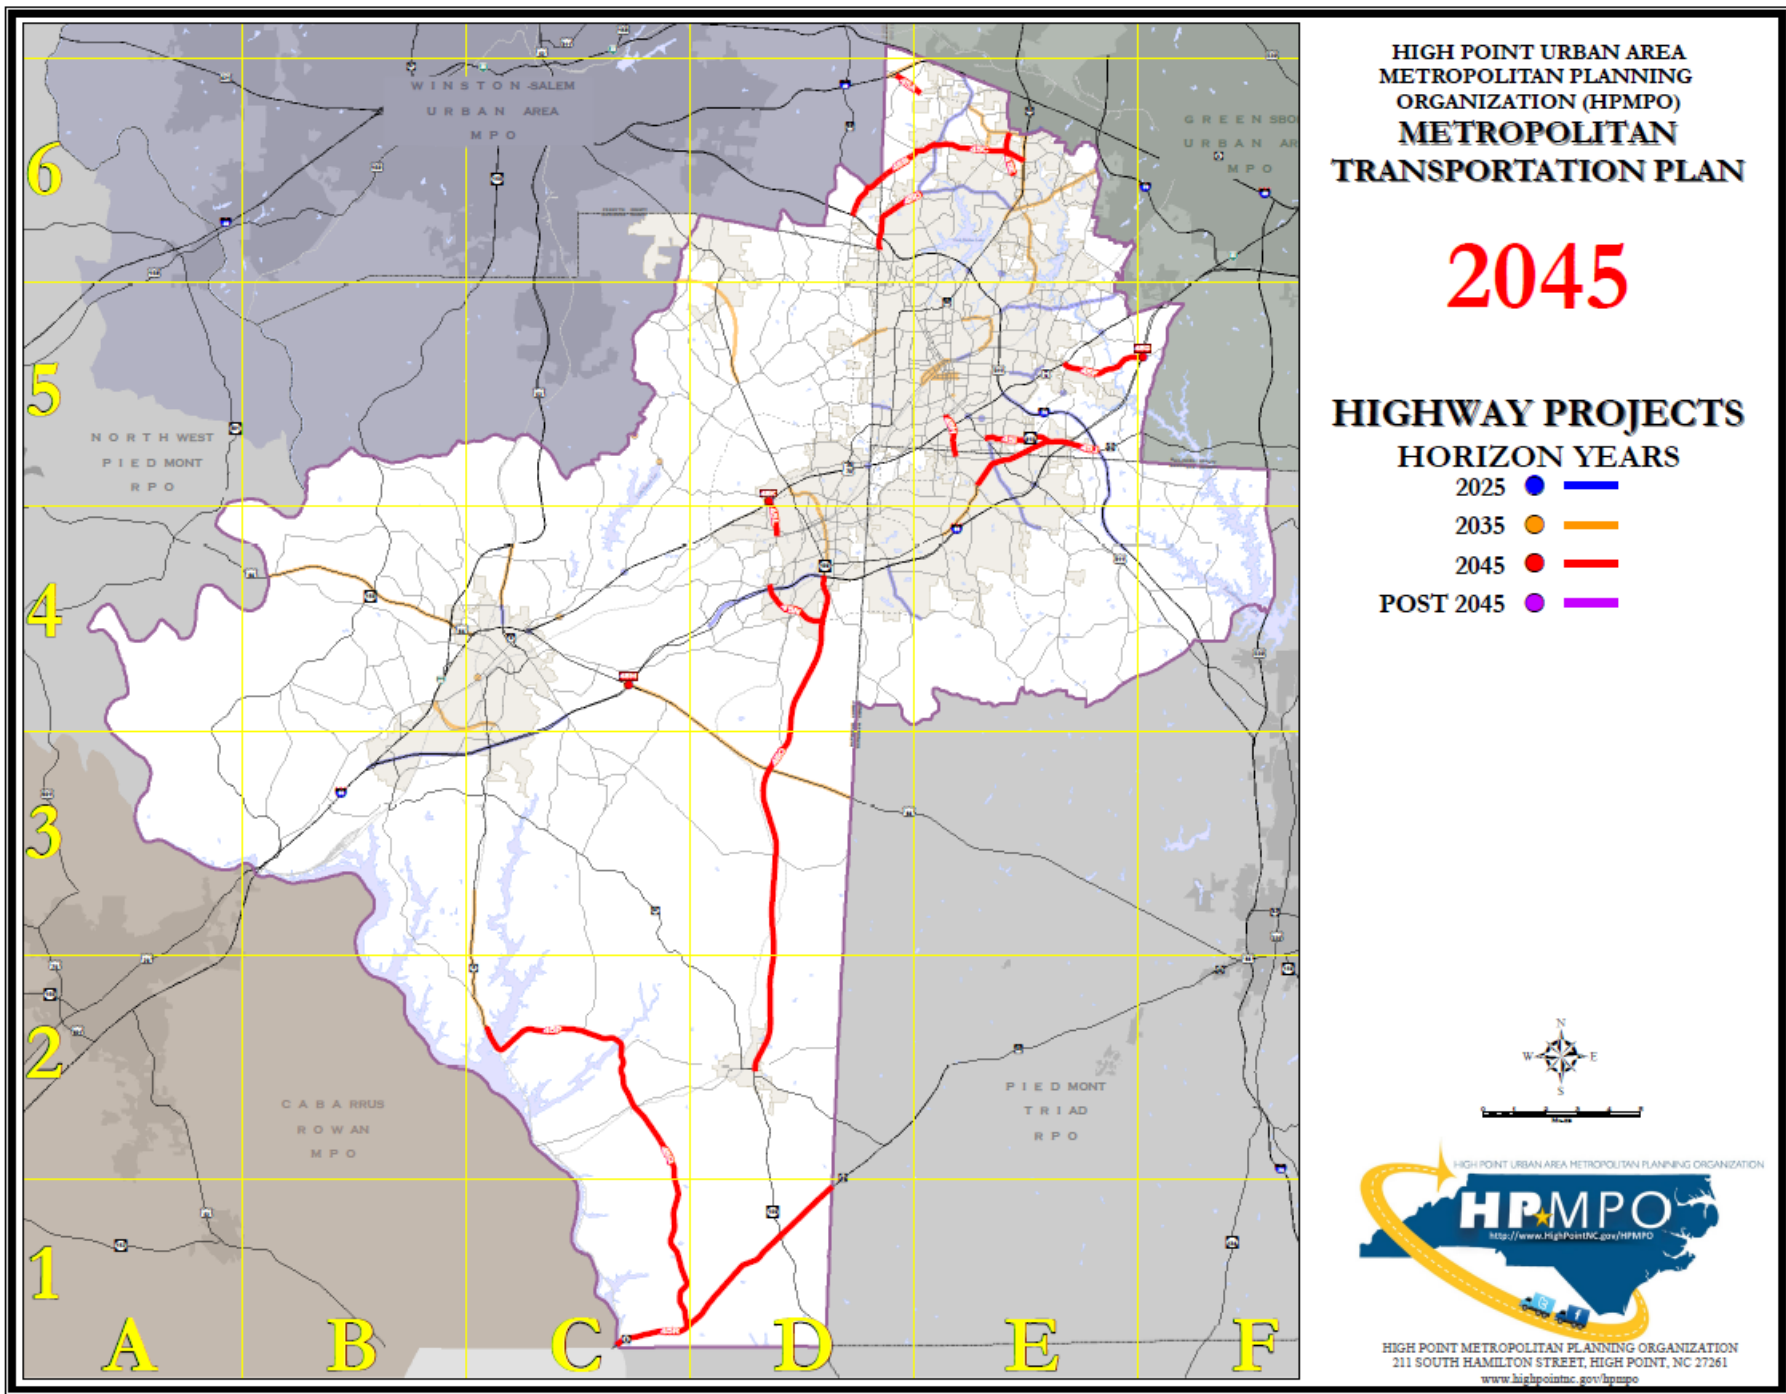 HIGH POINT URBAN AREA
METROPOLITAN PLANNING
ORGANIZATION (HPMPO)
METROPOLITAN
TRANSPORTATION PLAN
2045
HIGHWAY PROJECTS
HORIZON YEARS
2025
2035
2045
POST 2045
WINSTON-SALEM
URBAN AREA
MPO
GREENSBO
URBAN AR
MPO
NORTHWEST
PIEDMONT
RPO
CABARRUS
ROWAN
MPO
PIEDMONT
TRIAD
RPO
6
5
4
3
2
1
A
B
C
D
E
F
N
W
E
S
HIGH POINT URBAN AREA METROPOLITAN PLANNING ORGANIZATION
HPMPO
http://www.HighPointNC.gov/HPMPO
HIGH POINT METROPOLITAN PLANNING ORGANIZATION
211 SOUTH HAMILTON STREET, HIGH POINT, NC 27261
www.highpointnc.gov/hpmpo